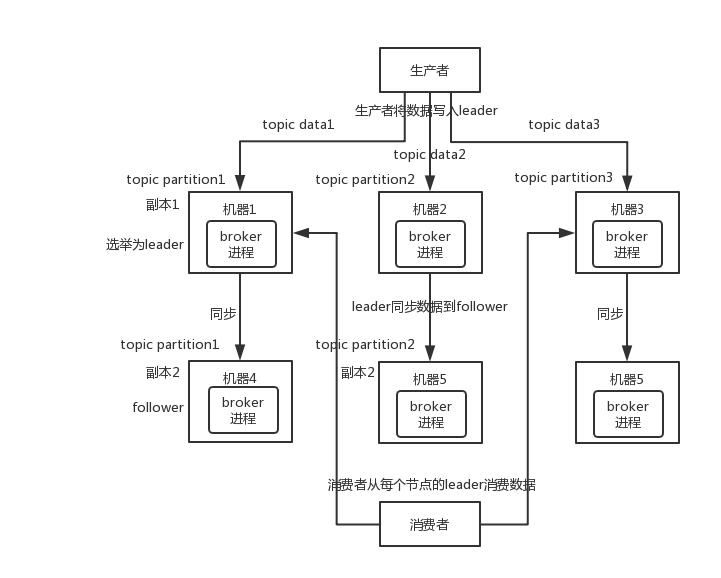 生产者
生产者将数据写入leader
topic data1
topic data3
topic data2
topic partition1
topic partition2
topic partition3
副本1
机器1
机器2
机器3
选举为leader
broker
进程
broker
进程
broker
进程
同步
leader同步数据到follower
同步
topic partition1
topic partition2
副本2
机器4
副本2
机器5
机器5
follower
broker
进程
broker
进程
broker
进程
消费者从每个节点的leader消费数据
消费者